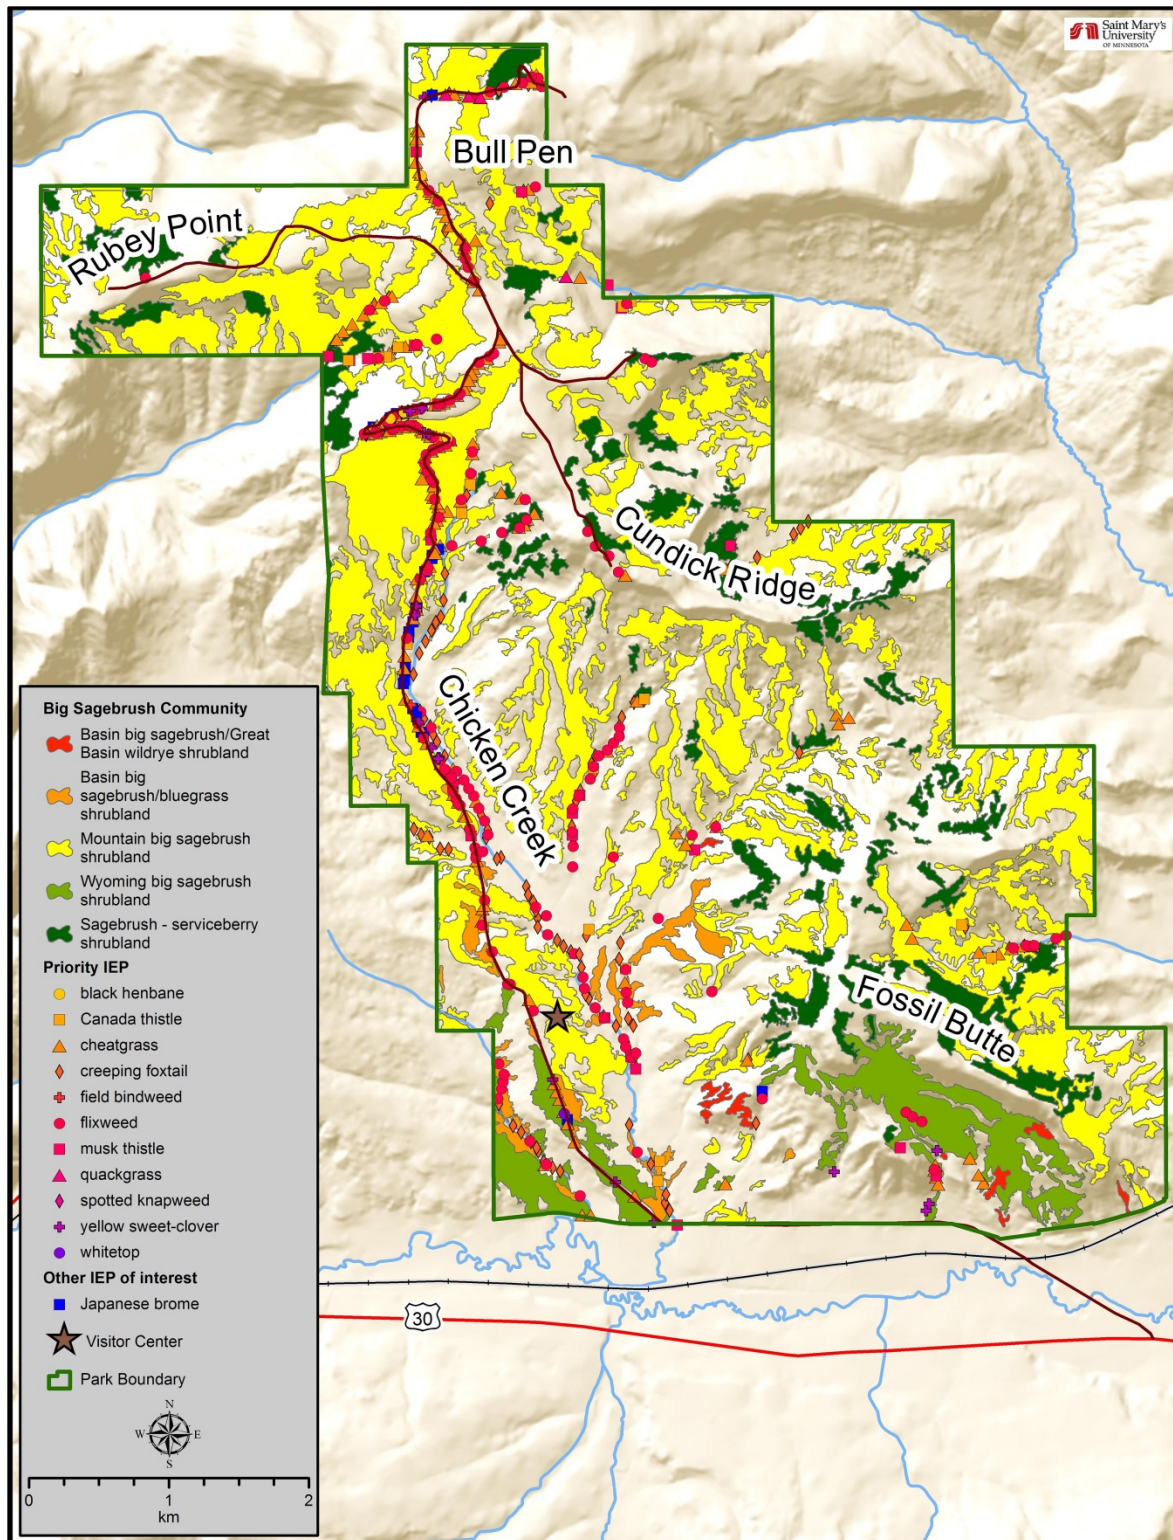 Saint Mary's
University
OF MINNESOTA
Bull Pen
Rubey Point
Cundick Ridge
Chicken Creek
Fossil Butte
Big Sagebrush Community
Basin big sagebrush/Great
Basin wildrye shrubland
Basin big
sagebrush/bluegrass
shrubland
Mountain big sagebrush
shrubland
Wyoming big sagebrush
shrubland
Sagebrush - serviceberry
shrubland
Priority IEP
black henbane
Canada thistle
cheatgrass
creeping foxtail
field bindweed
flixweed
musk thistle
quackgrass
spotted knapweed
yellow sweet-clover
whitetop
Other IEP of interest
Japanese brome
Visitor Center
Park Boundary
N
W E
S
0 1 2
km
30